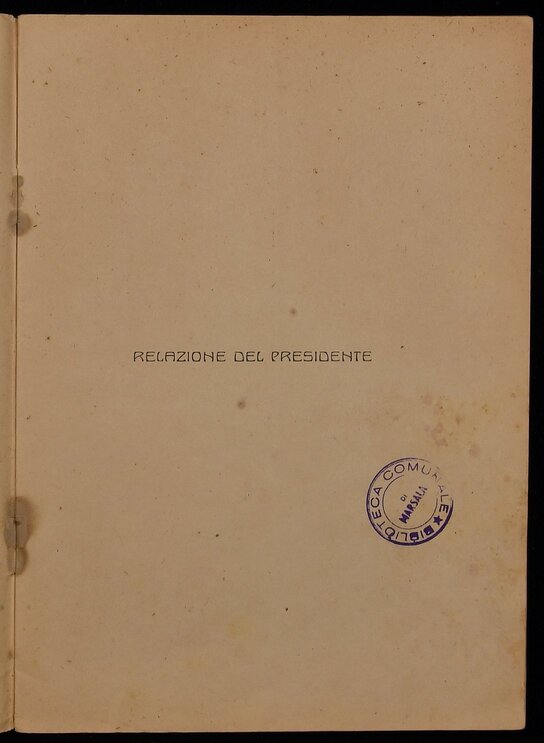 RELAZIONE DEL PRESIDENTE
BIBLIOTECA COMUNALE
DI
MARSALA